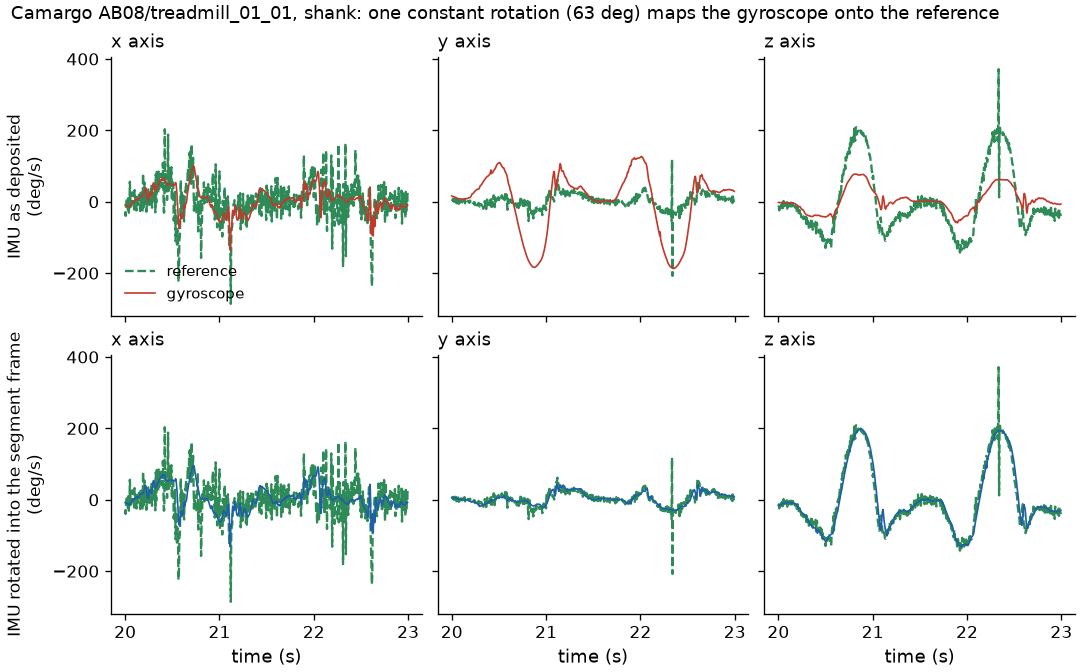 Camargo AB08/treadmill_01_01, shank: one constant rotation (63 deg) maps the gyroscope onto the reference
x axis
y axis
z axis
IMU as deposited
(deg/s)
400
200
0
−200
reference
gyroscope
x axis
y axis
z axis
IMU rotated into the segment frame
(deg/s)
400
200
0
−200
20
21
22
23
20
21
22
23
20
21
22
23
time (s)
time (s)
time (s)